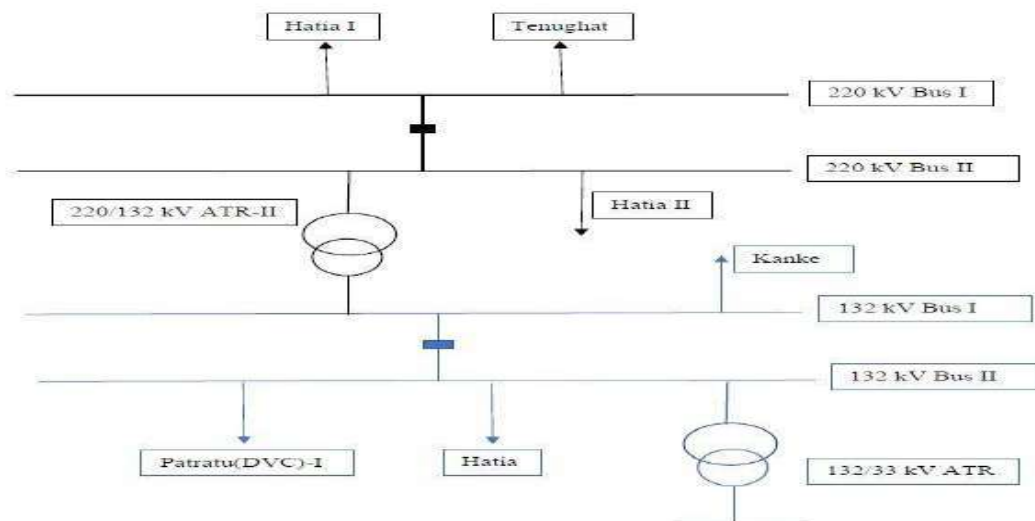 Hatia I
Tenughat
220 kV Bus I
220 kV Bus II
220/132 kV ATR-II
Hatia II
Kanke
132 kV Bus I
132 kV Bus II
Patratu(DVC)-I
Hatia
132/33 kV ATR